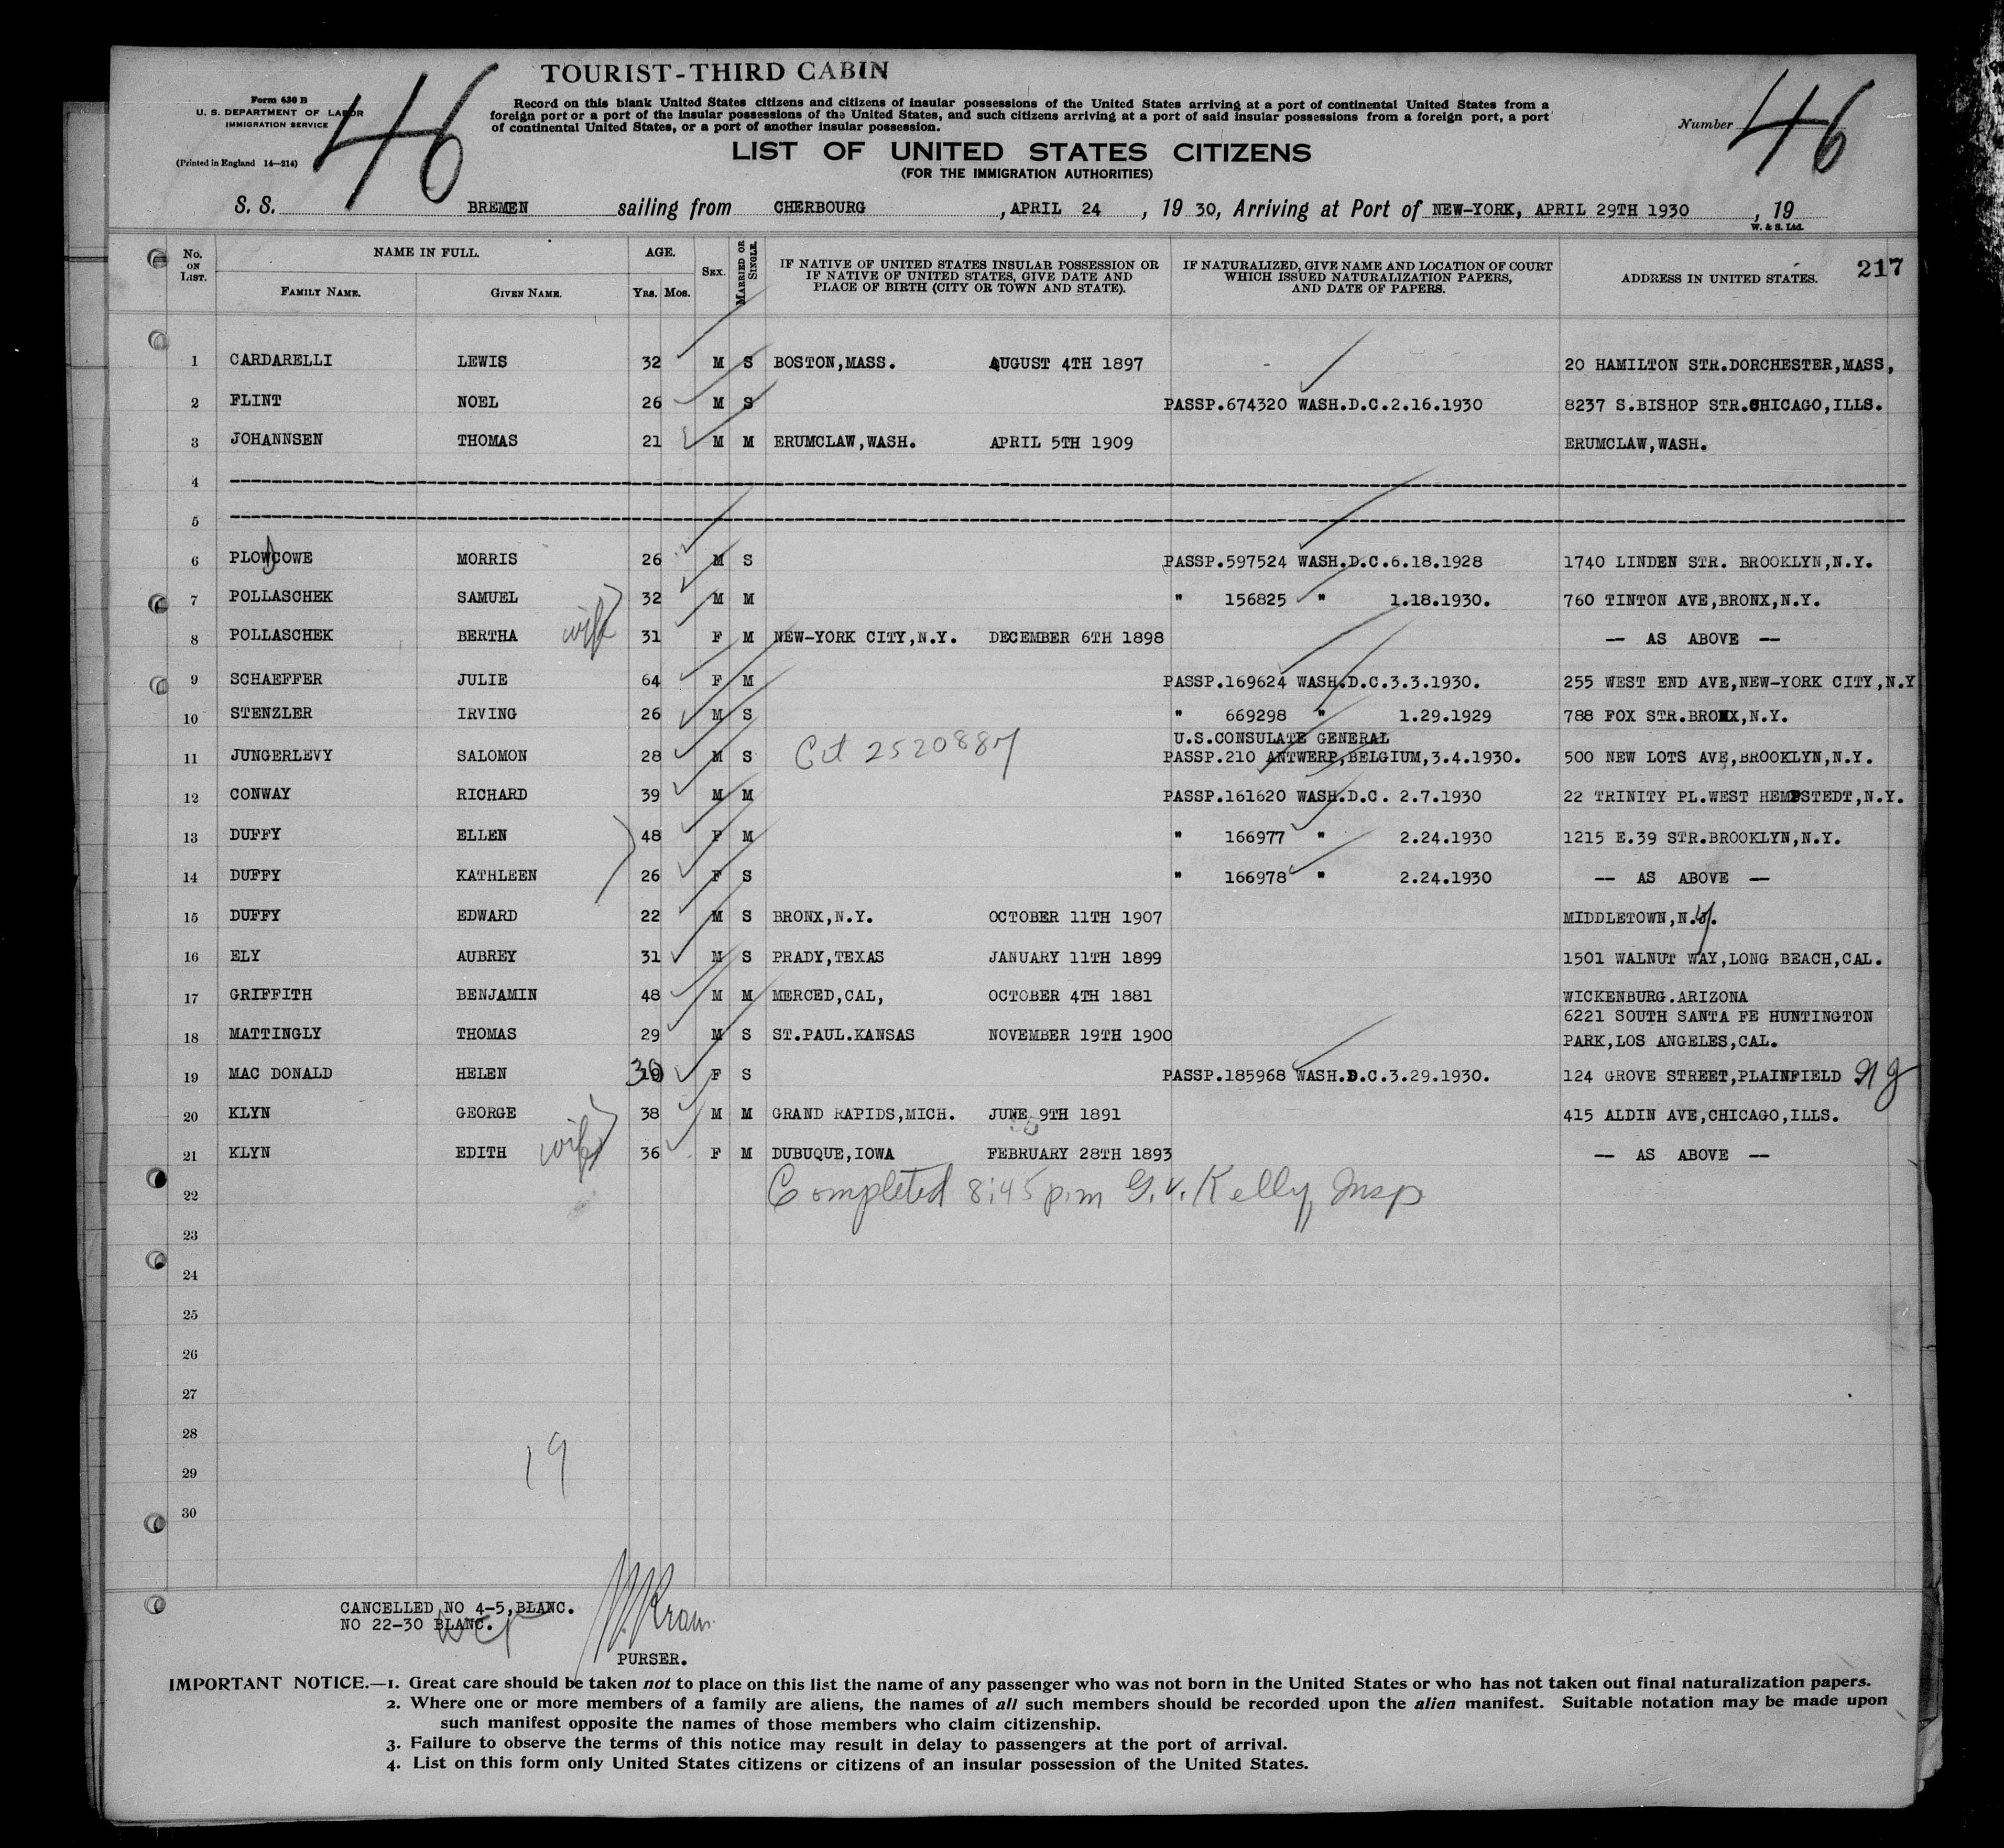 TOURIST-THIRD CABIN
Form 630 B
U. S. DEPARTMENT OF LABOR
IMMIGRATION SERVICE
(Printed in England 14—214)
46
Record on this blank United States citizens and citizens of insular possessions of the United States arriving at a port of continental United States from a
foreign port or a port of the insular possessions of the United States, and such citizens arriving at a port of said insular possessions from a foreign port, a port
of continental United States, or a port of another insular possession.
Number 46
LIST OF UNITED STATES CITIZENS
(FOR THE IMMIGRATION AUTHORITIES)
S. S. BREMEN sailing from CHERBOURG, APRIL 24, 19 30, Arriving at Port of NEW-YORK, APRIL 29TH 1930, 19
W. & S. Ltd.
217
No. ON LIST. NAME IN FULL. FAMILY NAME. GIVEN NAME. AGE. YRS. MOS. SEX. MARRIED OR SINGLE. IF NATIVE OF UNITED STATES INSULAR POSSESSION OR IF NATIVE OF UNITED STATES, GIVE DATE AND PLACE OF BIRTH (CITY OR TOWN AND STATE). IF NATURALIZED, GIVE NAME AND LOCATION OF COURT WHICH ISSUED NATURALIZATION PAPERS, AND DATE OF PAPERS. ADDRESS IN UNITED STATES.
1 CARDARELLI LEWIS 32 M S BOSTON,MASS. AUGUST 4TH 1897 - 20 HAMILTON STR.DORCHESTER,MASS,
2 FLINT NOEL 26 M S PASSP.674320 WASH.D.C.2.16.1930 8237 S.BISHOP STR.CHICAGO,ILLS.
3 JOHANNSEN THOMAS 21 M M ERUMCLAW,WASH. APRIL 5TH 1909 ERUMCLAW,WASH.
4
5
6 PLOWCOWE MORRIS 26 M S PASSP.597524 WASH.D.C.6.18.1928 1740 LINDEN STR. BROOKLYN,N.Y.
7 POLLASCHEK SAMUEL 32 M M " 156825 " 1.18.1930. 760 TINTON AVE,BRONX,N.Y.
8 POLLASCHEK BERTHA wife 31 F M NEW-YORK CITY,N.Y. DECEMBER 6TH 1898 -- AS ABOVE --
9 SCHAEFFER JULIE 64 F M PASSP.169624 WASH.D.C.3.3.1930. 255 WEST END AVE,NEW-YORK CITY,N.Y
10 STENZLER IRVING 26 M S " 669298 " 1.29.1929 788 FOX STR.BRONX,N.Y.
U.S.CONSULATE GENERAL
11 JUNGERLEVY SALOMON 28 M S Cit 2520887 PASSP.210 ANTWERP,BELGIUM,3.4.1930. 500 NEW LOTS AVE,BROOKLYN,N.Y.
12 CONWAY RICHARD 39 M M PASSP.161620 WASH.D.C. 2.7.1930 22 TRINITY PL.WEST HEMPSTEDT,N.Y.
13 DUFFY ELLEN 48 F M " 166977 " 2.24.1930 1215 E.39 STR.BROOKLYN,N.Y.
14 DUFFY KATHLEEN 26 F S " 166978 " 2.24.1930 -- AS ABOVE --
15 DUFFY EDWARD 22 M S BRONX,N.Y. OCTOBER 11TH 1907 MIDDLETOWN,N.Y.
16 ELY AUBREY 31 M S PRADY,TEXAS JANUARY 11TH 1899 1501 WALNUT WAY,LONG BEACH,CAL.
17 GRIFFITH BENJAMIN 48 M M MERCED,CAL, OCTOBER 4TH 1881 WICKENBURG.ARIZONA
6221 SOUTH SANTA FE HUNTINGTON
18 MATTINGLY THOMAS 29 M S ST.PAUL.KANSAS NOVEMBER 19TH 1900 PARK,LOS ANGELES,CAL.
19 MAC DONALD HELEN 30 F S PASSP.185968 WASH.D.C.3.29.1930. 124 GROVE STREET,PLAINFIELD NJ
20 KLYN GEORGE 38 M M GRAND RAPIDS,MICH. JUNE 9TH 1891 415 ALDIN AVE,CHICAGO,ILLS.
21 KLYN EDITH wife 36 F M DUBUQUE,IOWA FEBRUARY 28TH 1893 -- AS ABOVE --
22 Completed 8:45 p.m G.V. Kelly, Insp
23
24
25
26
27
28
19
29
30
CANCELLED NO 4-5,BLANC.
NO 22-30 BLANC.
PURSER.
IMPORTANT NOTICE.—1. Great care should be taken not to place on this list the name of any passenger who was not born in the United States or who has not taken out final naturalization papers.
2. Where one or more members of a family are aliens, the names of all such members should be recorded upon the alien manifest. Suitable notation may be made upon
such manifest opposite the names of those members who claim citizenship.
3. Failure to observe the terms of this notice may result in delay to passengers at the port of arrival.
4. List on this form only United States citizens or citizens of an insular possession of the United States.